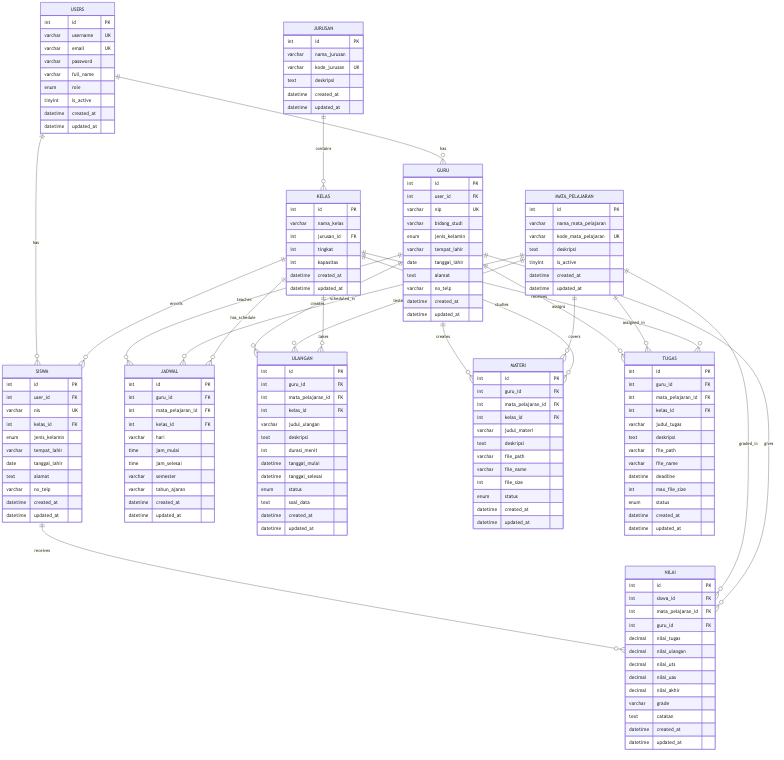 USERS
int id PK
varchar username UK
varchar email UK
varchar password
varchar full_name
enum role
tinyint is_active
datetime created_at
datetime updated_at
JURUSAN
int id PK
varchar nama_jurusan
varchar kode_jurusan UK
text deskripsi
datetime created_at
datetime updated_at
has
contains
GURU
int id PK
int user_id FK
varchar nip UK
varchar bidang_studi
enum jenis_kelamin
varchar tempat_lahir
date tanggal_lahir
text alamat
varchar no_telp
datetime created_at
datetime updated_at
KELAS
int id PK
varchar nama_kelas
int jurusan_id FK
int tingkat
int kapasitas
datetime created_at
datetime updated_at
MATA_PELAJARAN
int id PK
varchar nama_mata_pelajaran
varchar kode_mata_pelajaran UK
text deskripsi
tinyint is_active
datetime created_at
datetime updated_at
has
enrolls
teaches
has_schedule
creates
scheduled_in
takes
creates
studies
receives
assigns
covers
assigned_in
graded_in
gives
SISWA
int id PK
int user_id FK
varchar nis UK
int kelas_id FK
enum jenis_kelamin
varchar tempat_lahir
date tanggal_lahir
text alamat
varchar no_telp
datetime created_at
datetime updated_at
JADWAL
int id PK
int guru_id FK
int mata_pelajaran_id FK
int kelas_id FK
varchar hari
time jam_mulai
time jam_selesai
varchar semester
varchar tahun_ajaran
datetime created_at
datetime updated_at
ULANGAN
int id PK
int guru_id FK
int mata_pelajaran_id FK
int kelas_id FK
varchar judul_ulangan
text deskripsi
int durasi_menit
datetime tanggal_mulai
datetime tanggal_selesai
enum status
text soal_data
datetime created_at
datetime updated_at
MATERI
int id PK
int guru_id FK
int mata_pelajaran_id FK
int kelas_id FK
varchar judul_materi
text deskripsi
varchar file_path
varchar file_name
int file_size
enum status
datetime created_at
datetime updated_at
TUGAS
int id PK
int guru_id FK
int mata_pelajaran_id FK
int kelas_id FK
varchar judul_tugas
text deskripsi
varchar file_path
varchar file_name
datetime deadline
int max_file_size
enum status
datetime created_at
datetime updated_at
receives
NILAI
int id PK
int siswa_id FK
int mata_pelajaran_id FK
int guru_id FK
decimal nilai_tugas
decimal nilai_ulangan
decimal nilai_uts
decimal nilai_uas
decimal nilai_akhir
varchar grade
text catatan
datetime created_at
datetime updated_at